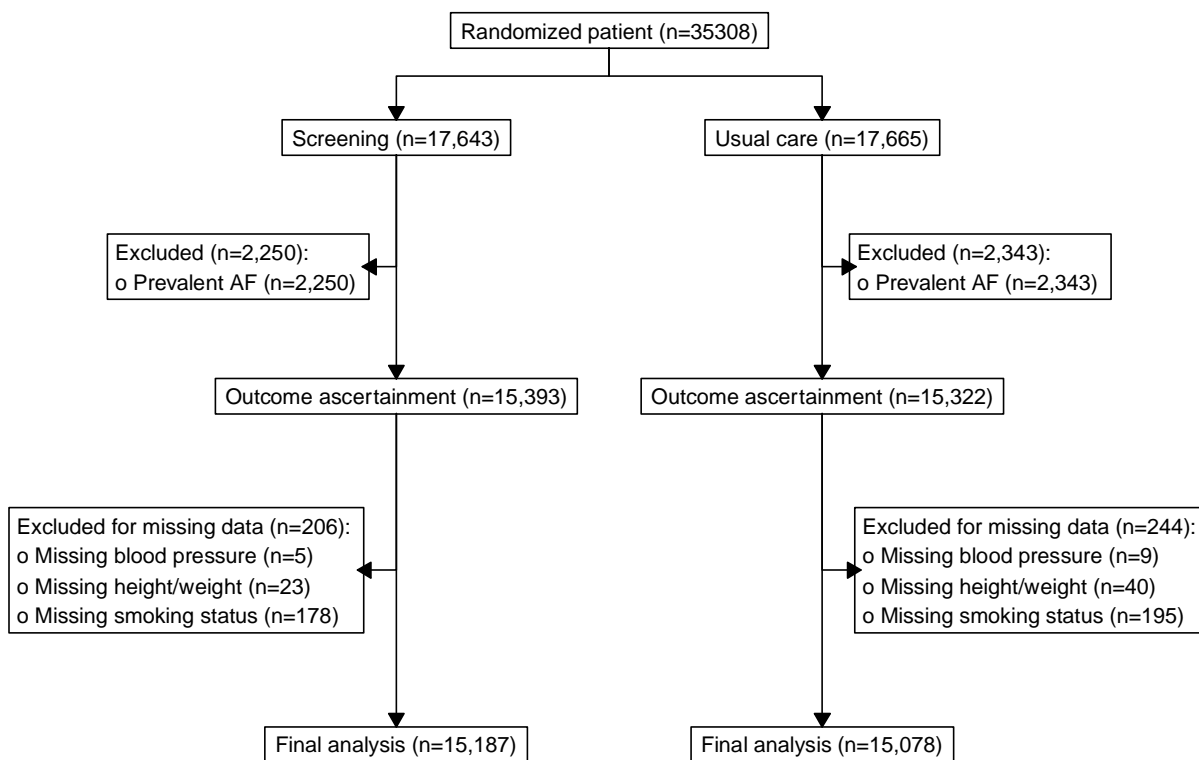 Randomized patient (n=35308)
Screening (n=17,643)
Usual care (n=17,665)
Excluded (n=2,250):
o Prevalent AF (n=2,250)
Excluded (n=2,343):
o Prevalent AF (n=2,343)
Outcome ascertainment (n=15,393)
Outcome ascertainment (n=15,322)
Excluded for missing data (n=206):
o Missing blood pressure (n=5)
o Missing height/weight (n=23)
o Missing smoking status (n=178)
Excluded for missing data (n=244):
o Missing blood pressure (n=9)
o Missing height/weight (n=40)
o Missing smoking status (n=195)
Final analysis (n=15,187)
Final analysis (n=15,078)